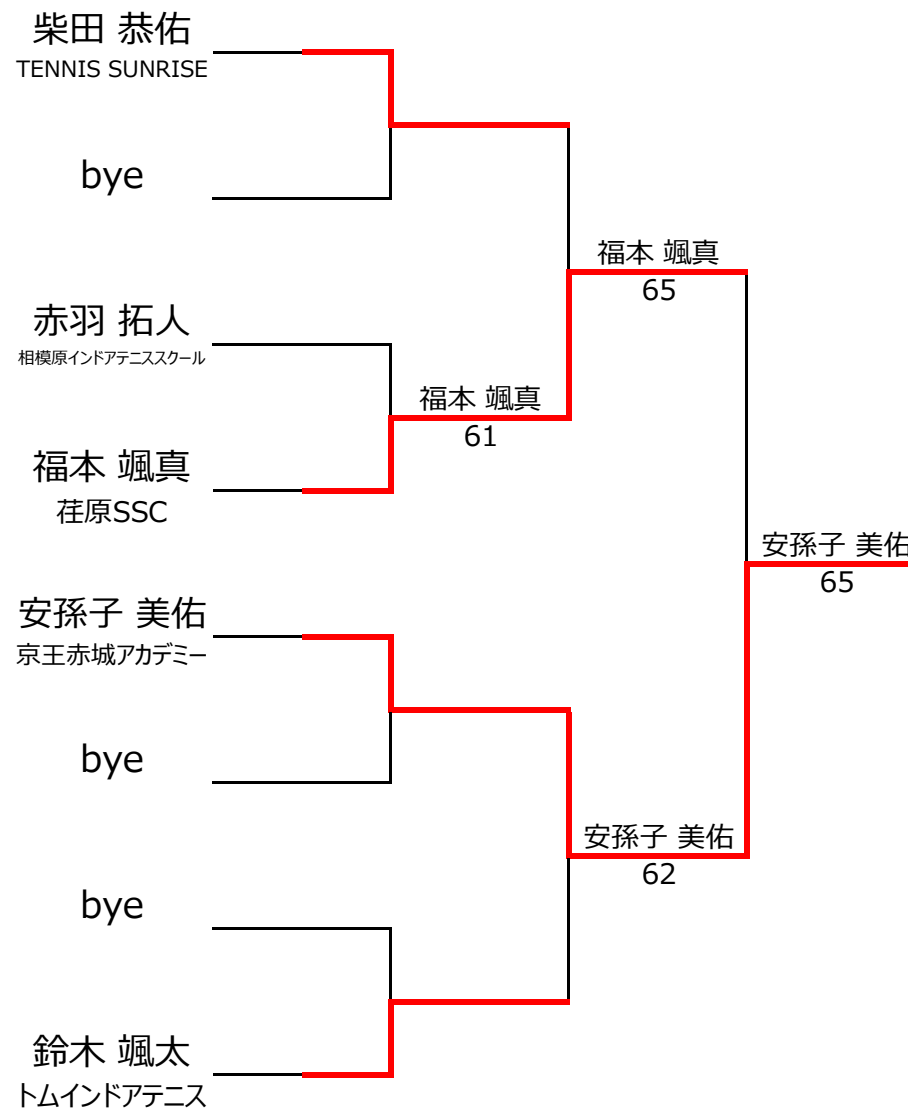 柴田 恭佑
TENNIS SUNRISE
bye
赤羽 拓人
相模原インドアテニススクール
福本 颯真
荏原SSC
安孫子 美佑
京王赤城アカデミー
bye
bye
鈴木 颯太
トムインドアテニス
福本 颯真
61
福本 颯真
65
安孫子 美佑
62
安孫子 美佑
65